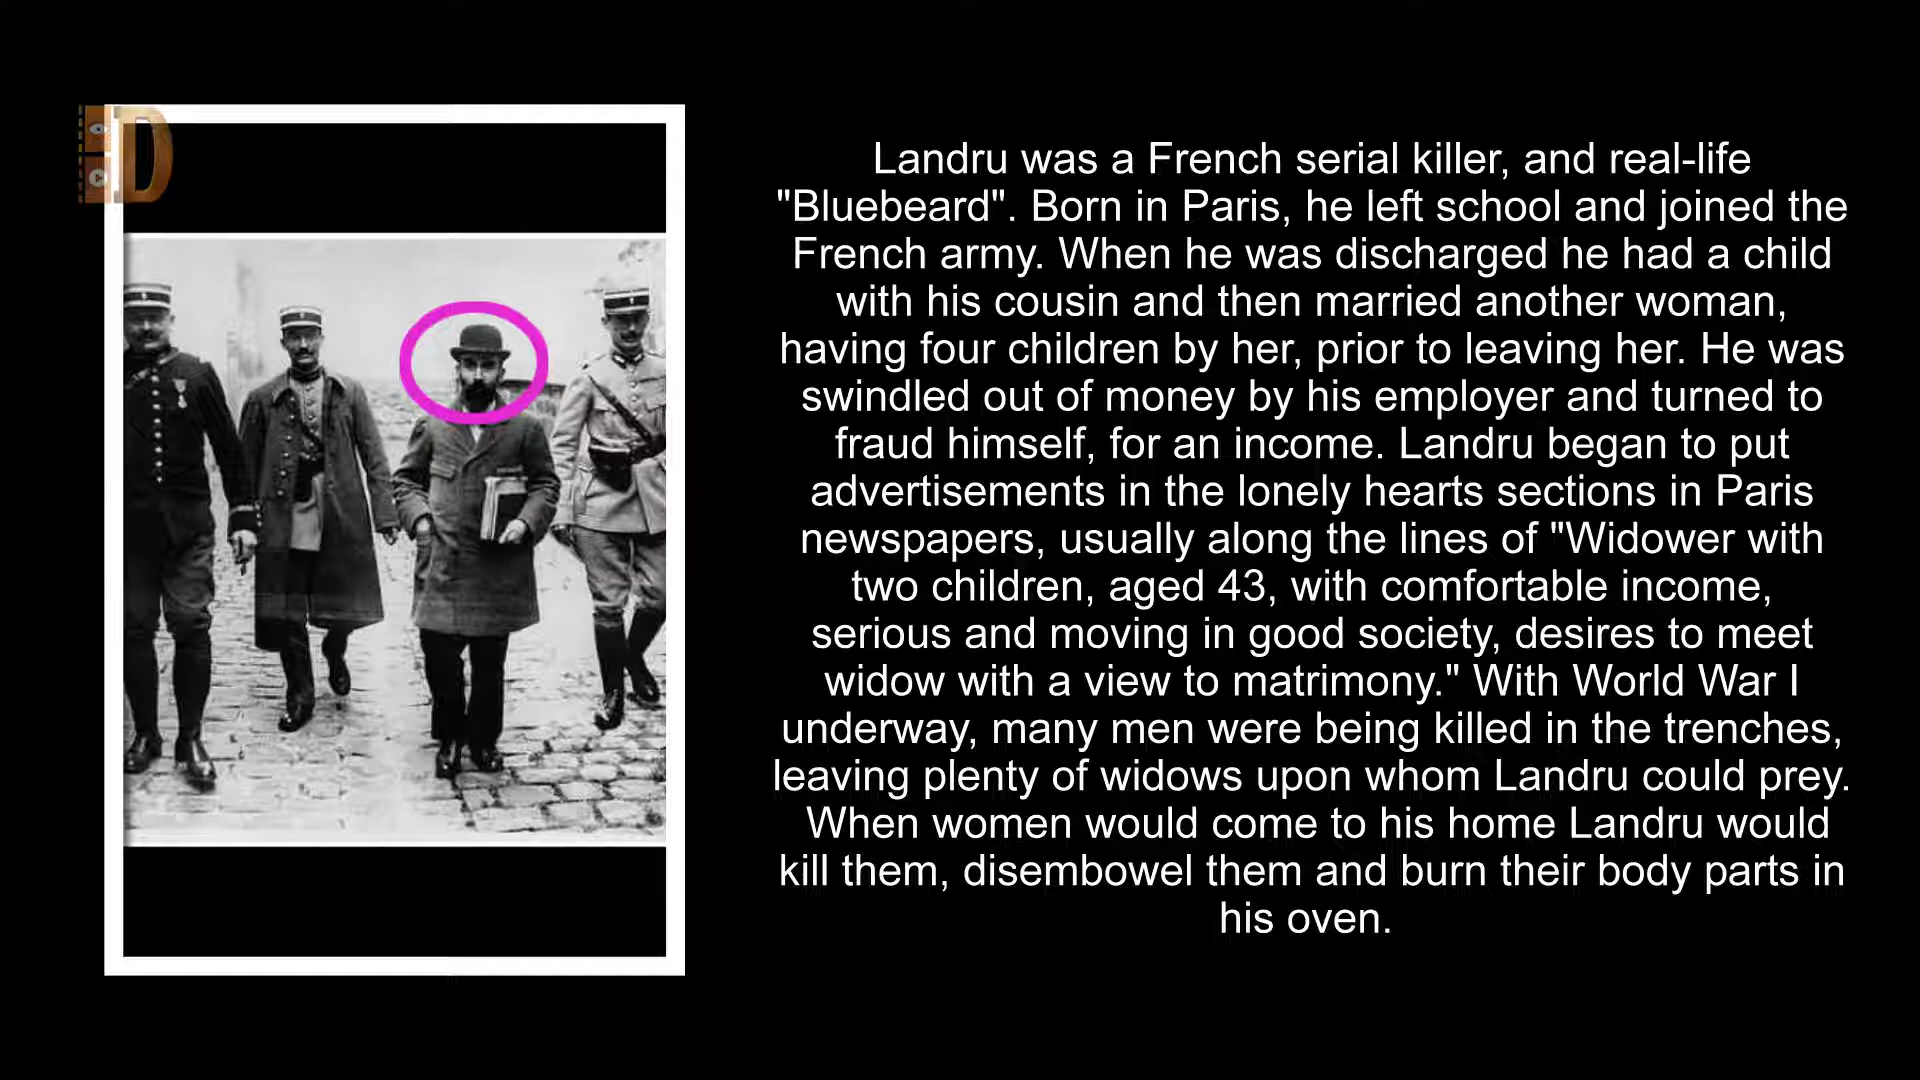 D
Landru was a French serial killer, and real-life
"Bluebeard". Born in Paris, he left school and joined the
French army. When he was discharged he had a child
with his cousin and then married another woman,
having four children by her, prior to leaving her. He was
swindled out of money by his employer and turned to
fraud himself, for an income. Landru began to put
advertisements in the lonely hearts sections in Paris
newspapers, usually along the lines of "Widower with
two children, aged 43, with comfortable income,
serious and moving in good society, desires to meet
widow with a view to matrimony." With World War I
underway, many men were being killed in the trenches,
leaving plenty of widows upon whom Landru could prey.
When women would come to his home Landru would
kill them, disembowel them and burn their body parts in
his oven.